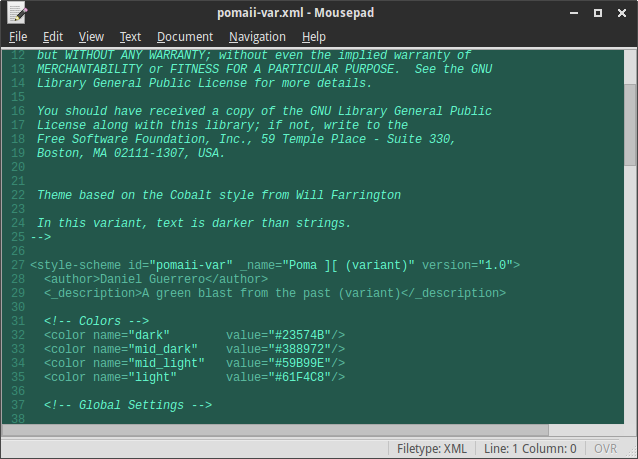 pomaii-var.xml - Mousepad
File Edit View Text Document Navigation Help
12 but WITHOUT ANY WARRANTY; without even the implied warranty of
13 MERCHANTABILITY or FITNESS FOR A PARTICULAR PURPOSE.  See the GNU
14 Library General Public License for more details.
15
16 You should have received a copy of the GNU Library General Public
17 License along with this library; if not, write to the
18 Free Software Foundation, Inc., 59 Temple Place - Suite 330,
19 Boston, MA 02111-1307, USA.
20
21
22 Theme based on the Cobalt style from Will Farrington
23
24 In this variant, text is darker than strings.
25 -->
26
27 <style-scheme id="pomaii-var" _name="Poma ][ (variant)" version="1.0">
28   <author>Daniel Guerrero</author>
29   <_description>A green blast from the past (variant)</_description>
30
31   <!-- Colors -->
32   <color name="dark"        value="#23574B"/>
33   <color name="mid_dark"    value="#388972"/>
34   <color name="mid_light"   value="#59B99E"/>
35   <color name="light"       value="#61F4C8"/>
36
37   <!-- Global Settings -->
38
Filetype: XML Line: 1 Column: 0 OVR